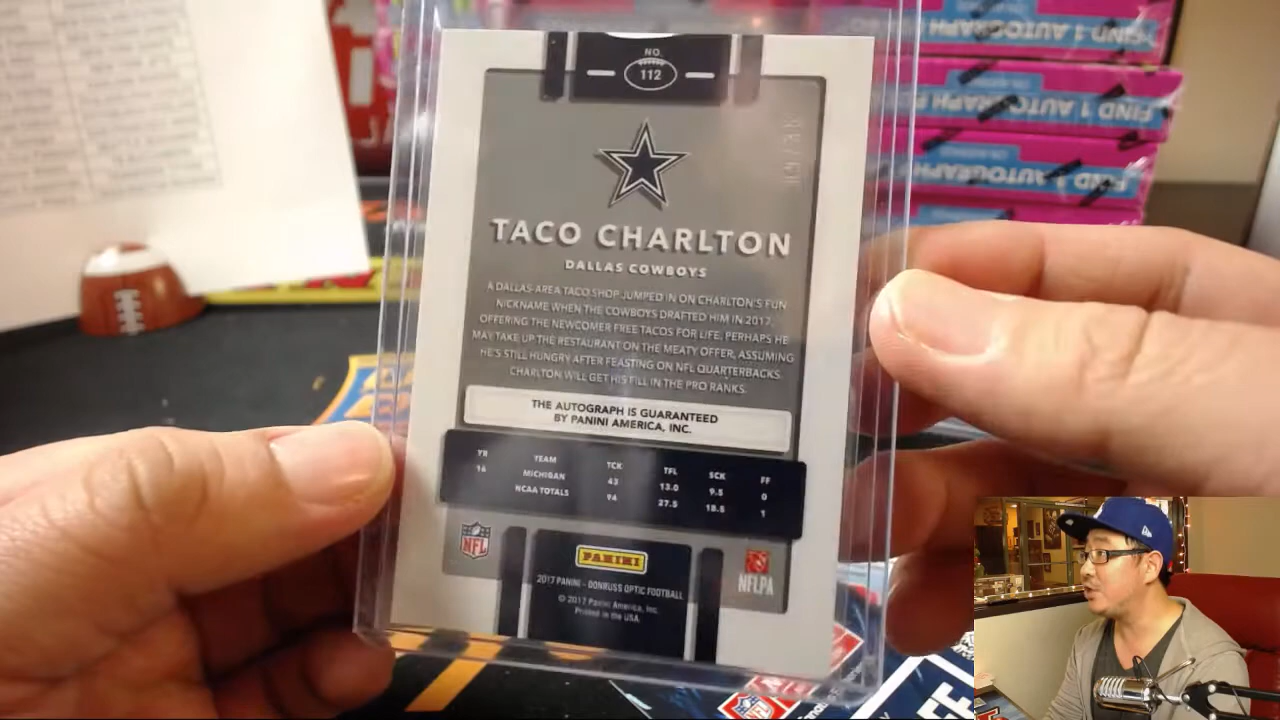 NO.
112
TACO CHARLTON
DALLAS COWBOYS
A DALLAS-AREA TACO SHOP JUMPED IN ON CHARLTON'S FUN
NICKNAME WHEN THE COWBOYS DRAFTED HIM IN 2017,
OFFERING THE NEWCOMER FREE TACOS FOR LIFE. PERHAPS HE
MAY TAKE UP THE RESTAURANT ON THE MEATY OFFER, ASSUMING
HE'S STILL HUNGRY AFTER FEASTING ON NFL QUARTERBACKS.
CHARLTON WILL GET HIS FILL IN THE PRO RANKS.
THE AUTOGRAPH IS GUARANTEED
BY PANINI AMERICA, INC.
YR TEAM TCK TFL SCK FF
16 MICHIGAN 43 13.0 9.5 0
NCAA TOTALS 94 27.5 18.5 1
NFL
PANINI
NFLPA
2017 PANINI - DONRUSS OPTIC FOOTBALL
© 2017 Panini America, Inc.
Printed in the USA.
FIND 1 AUTOGRAPH
FIND 1 AUTOGRAPH
FIND 1 AUTOGRAPH
NFL